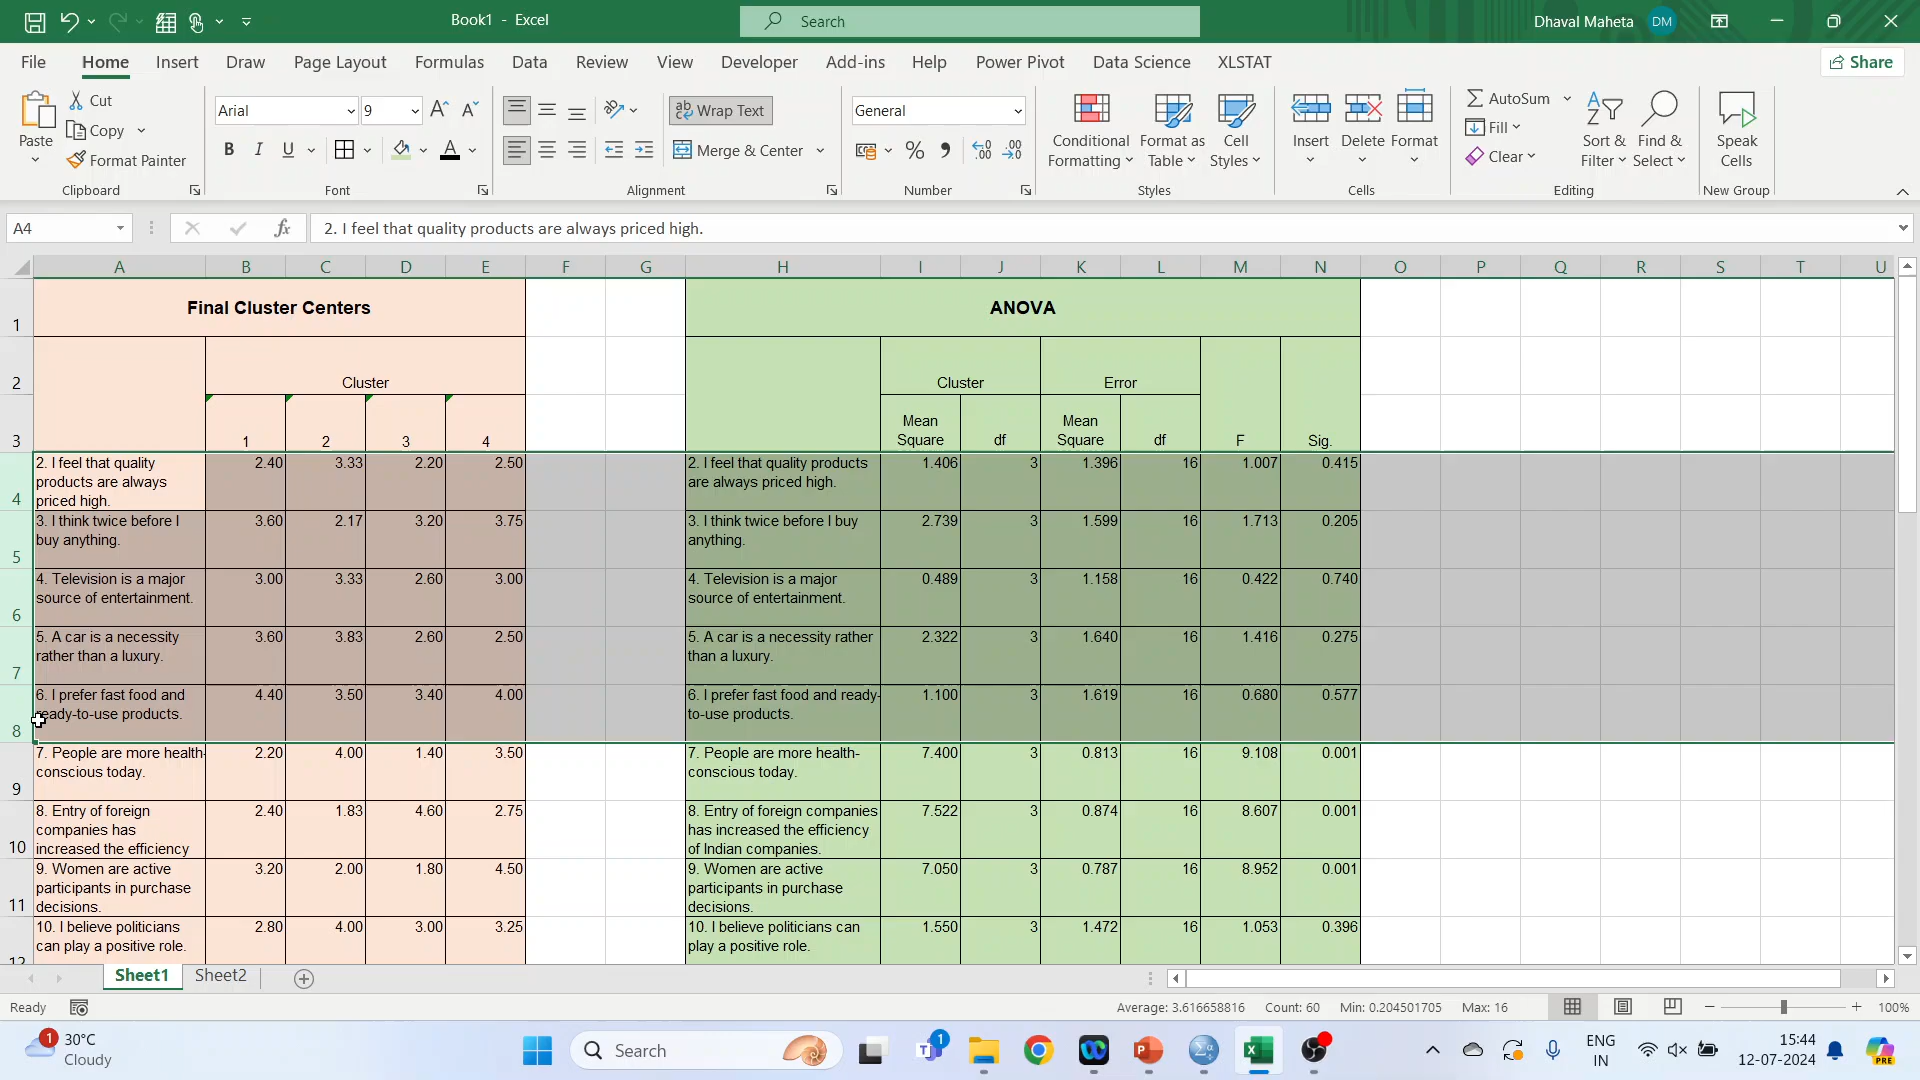 Book1 - Excel
Search
Dhaval Maheta
DM
File Home Insert Draw Page Layout Formulas Data Review View Developer Add-ins Help Power Pivot Data Science XLSTAT
Share
Paste
Cut
Copy
Format Painter
Clipboard
Arial
9
B I U
A
Font
ab Wrap Text
Merge & Center
Alignment
General
Number
Conditional
Formatting
Format as
Table
Cell
Styles
Styles
Insert
Delete
Format
Cells
AutoSum
Fill
Clear
Sort &
Filter
Find &
Select
Editing
Speak
Cells
New Group
A4
fx
2. I feel that quality products are always priced high.
A B C D E F G H I J K L M N O P Q R S T U
1 Final Cluster Centers ANOVA
2 Cluster Cluster Error
3 1 2 3 4 Mean Square df Mean Square df F Sig.
4 2. I feel that quality products are always priced high. 2.40 3.33 2.20 2.50 2. I feel that quality products are always priced high. 1.406 3 1.396 16 1.007 0.415
5 3. I think twice before I buy anything. 3.60 2.17 3.20 3.75 3. I think twice before I buy anything. 2.739 3 1.599 16 1.713 0.205
6 4. Television is a major source of entertainment. 3.00 3.33 2.60 3.00 4. Television is a major source of entertainment. 0.489 3 1.158 16 0.422 0.740
7 5. A car is a necessity rather than a luxury. 3.60 3.83 2.60 2.50 5. A car is a necessity rather than a luxury. 2.322 3 1.640 16 1.416 0.275
8 6. I prefer fast food and ready-to-use products. 4.40 3.50 3.40 4.00 6. I prefer fast food and ready-to-use products. 1.100 3 1.619 16 0.680 0.577
9 7. People are more health-conscious today. 2.20 4.00 1.40 3.50 7. People are more health-conscious today. 7.400 3 0.813 16 9.108 0.001
10 8. Entry of foreign companies has increased the efficiency 2.40 1.83 4.60 2.75 8. Entry of foreign companies has increased the efficiency of Indian companies. 7.522 3 0.874 16 8.607 0.001
11 9. Women are active participants in purchase decisions. 3.20 2.00 1.80 4.50 9. Women are active participants in purchase decisions. 7.050 3 0.787 16 8.952 0.001
12 10. I believe politicians can play a positive role. 2.80 4.00 3.00 3.25 10. I believe politicians can play a positive role. 1.550 3 1.472 16 1.053 0.396
Sheet1 Sheet2
Ready
Average: 3.616658816 Count: 60 Min: 0.204501705 Max: 16
100%
1
30°C
Cloudy
Search
1
ENG
IN
15:44
12-07-2024
PRE